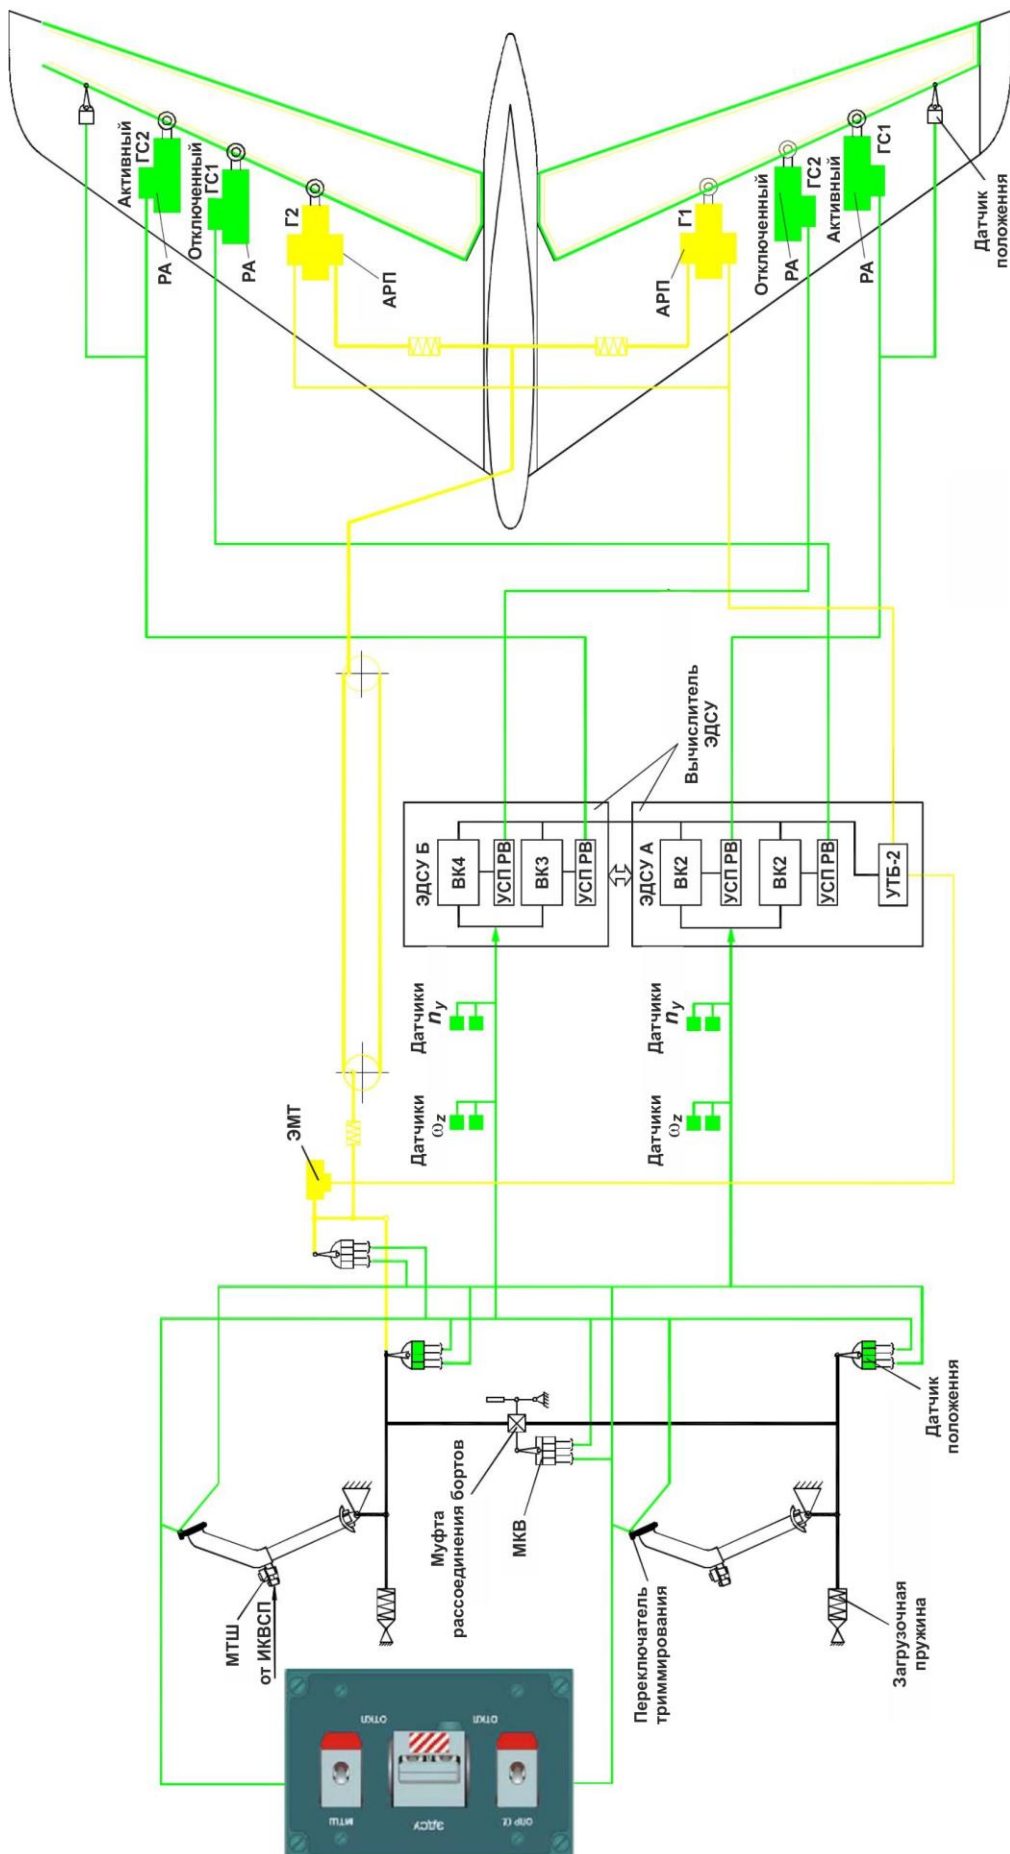 МТШ
от ИКВСП
МТШ
ОТКЛ
ЭДСУ
ОПР α
ОТКЛ
ЭМТ
Муфта
рассоединения бортов
МКВ
Переключатель
триммирования
Загрузочная
пружина
Датчик
положення
Датчики
ωz
Датчики
ny
Датчики
ωz
Датчики
ny
ЭДСУ Б
ВК4
УСП РВ
ВК3
УСП РВ
ЭДСУ А
ВК2
УСП РВ
ВК2
УСП РВ
УТБ-2
Вычислитель
ЭДСУ
Активный
ГС2
РА
Отключенный
ГС1
РА
Г2
АРП
Г1
АРП
Отключенный
ГС2
РА
Активный
ГС1
РА
Датчик
положения